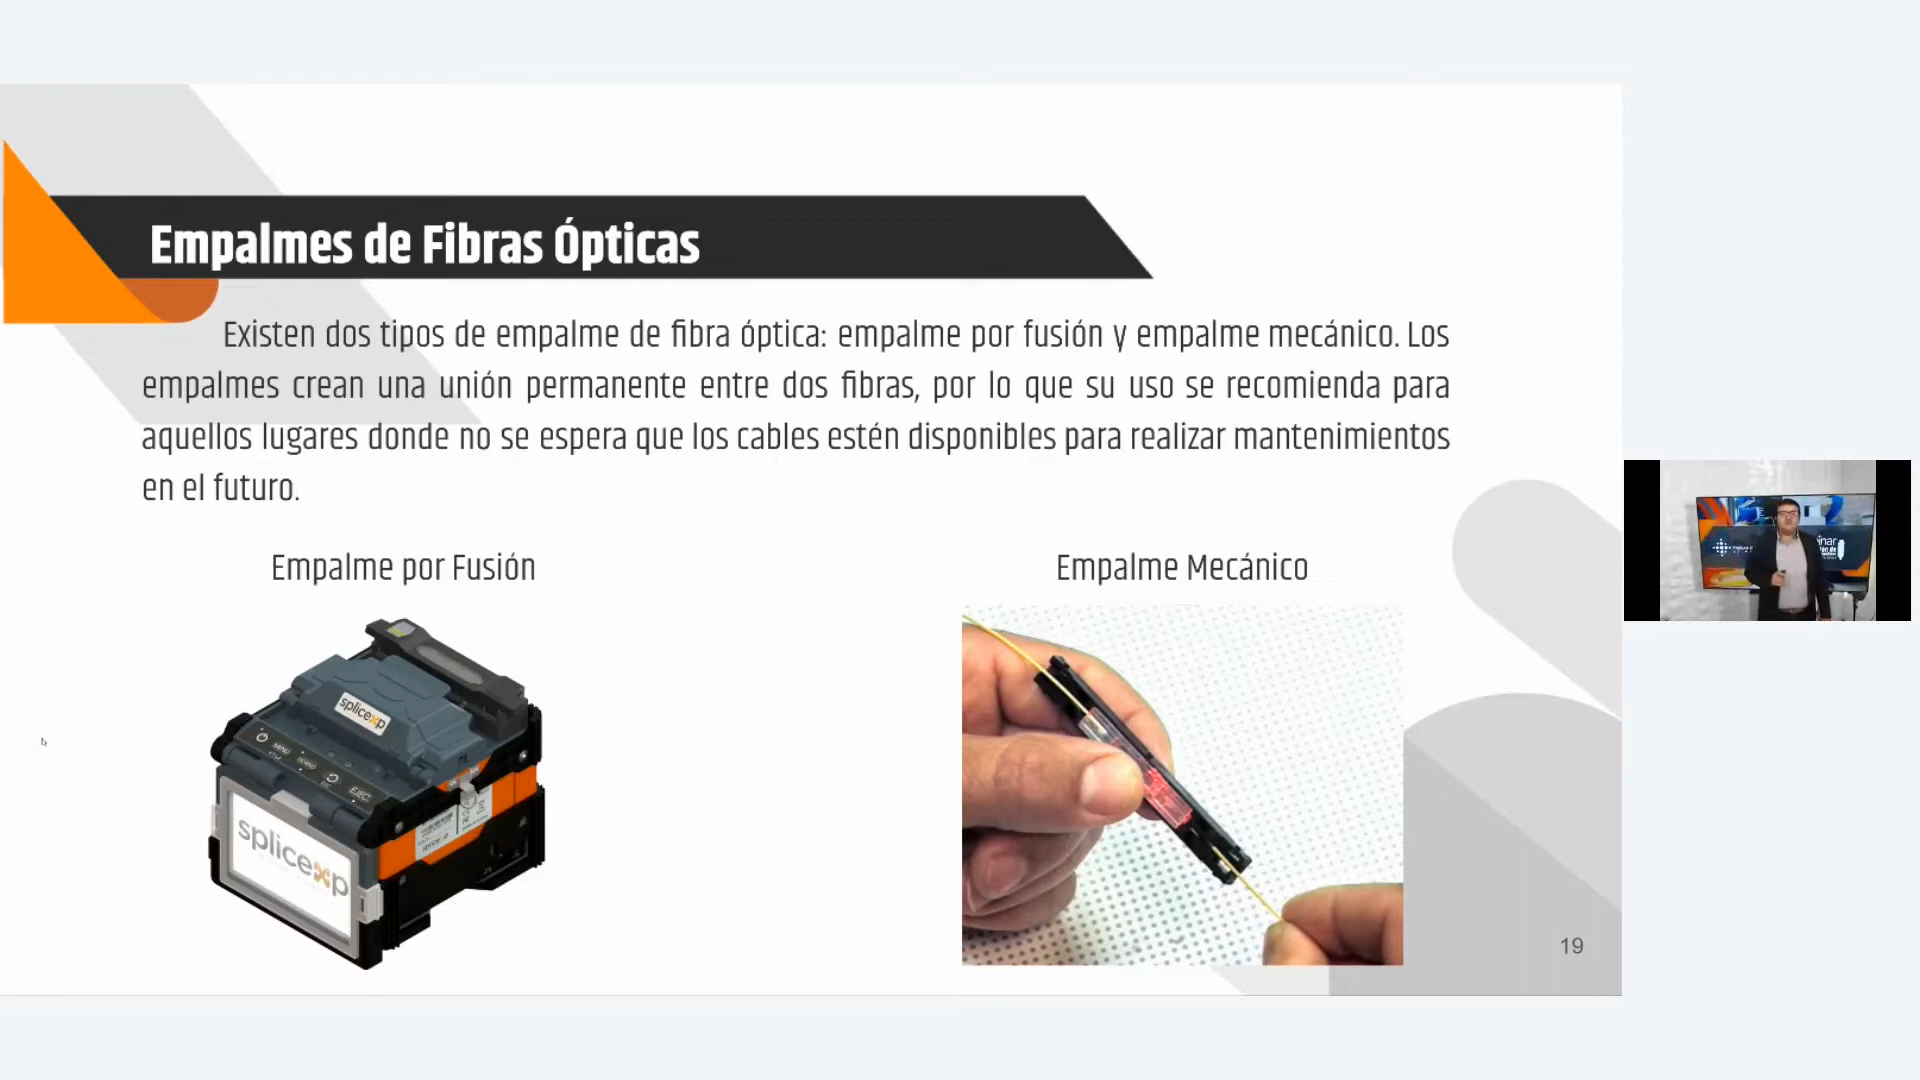 Empalmes de Fibras Ópticas
Existen dos tipos de empalme de fibra óptica: empalme por fusión y empalme mecánico. Los
empalmes crean una unión permanente entre dos fibras, por lo que su uso se recomienda para
aquellos lugares donde no se espera que los cables estén disponibles para realizar mantenimientos
en el futuro.
Empalme por Fusión
Empalme Mecánico
splicexp
MENU
splicexp
19